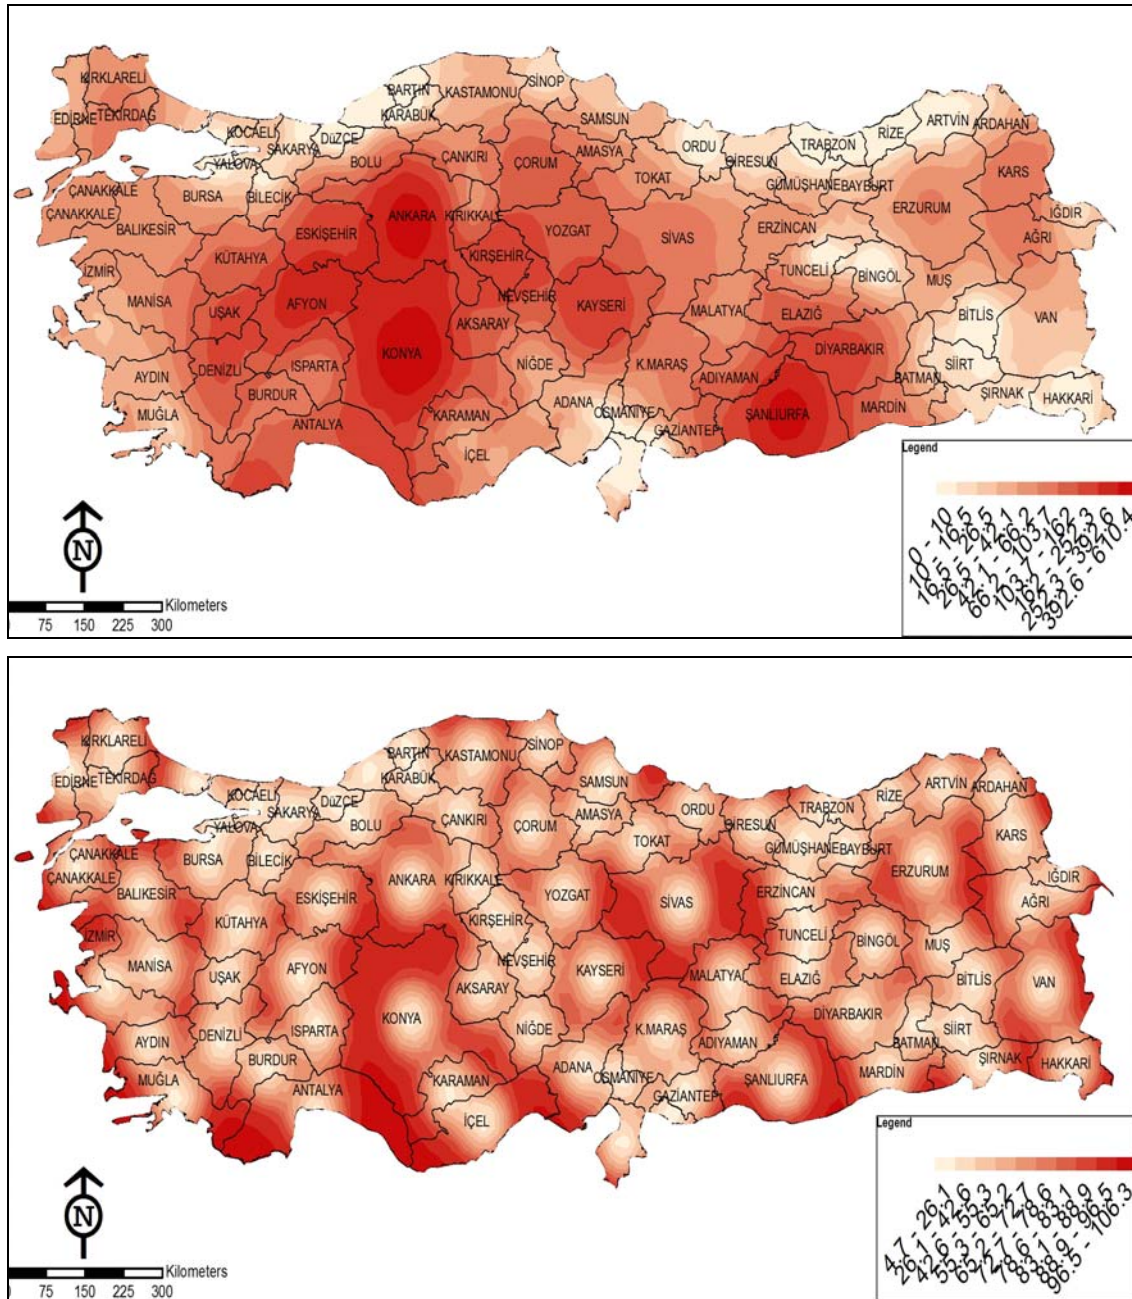 KIRKLARELİ
EDİRNE
TEKİRDAĞ
KOCAELİ
YALOVA
SAKARYA
DÜZCE
BARTIN
KARABÜK
KASTAMONU
SİNOP
SAMSUN
BOLU
ÇANKIRI
ÇORUM
AMASYA
ORDU
GİRESUN
TRABZON
RİZE
ARTVİN
ARDAHAN
ÇANAKKALE
ÇANAKKALE
BURSA
BİLECİK
TOKAT
GÜMÜŞHANE
BAYBURT
KARS
BALIKESİR
ESKİŞEHİR
ANKARA
KIRIKKALE
YOZGAT
SİVAS
ERZİNCAN
ERZURUM
IĞDIR
AĞRI
KÜTAHYA
KIRŞEHİR
TUNCELİ
BİNGÖL
MUŞ
İZMİR
MANİSA
UŞAK
AFYON
NEVŞEHİR
KAYSERİ
MALATYA
ELAZIĞ
BİTLİS
VAN
AKSARAY
KONYA
DİYARBAKIR
AYDIN
DENİZLİ
ISPARTA
NİĞDE
K.MARAŞ
ADIYAMAN
BATMAN
SİİRT
BURDUR
ŞIRNAK
HAKKARİ
MUĞLA
ANTALYA
KARAMAN
ADANA
OSMANİYE
GAZİANTEP
ŞANLIURFA
MARDİN
İÇEL
Legend
0 - 10
10 - 16.5
16.5 - 26.5
26.5 - 42.1
42.1 - 66.2
66.2 - 103.7
103.7 - 162
162 - 252.3
252.3 - 392.6
392.6 - 610.4
N
Kilometers
75 150 225 300
KIRKLARELİ
EDİRNE
TEKİRDAĞ
KOCAELİ
YALOVA
SAKARYA
DÜZCE
BARTIN
KARABÜK
KASTAMONU
SİNOP
SAMSUN
BOLU
ÇANKIRI
ÇORUM
AMASYA
ORDU
GİRESUN
TRABZON
RİZE
ARTVİN
ARDAHAN
ÇANAKKALE
ÇANAKKALE
BURSA
BİLECİK
TOKAT
GÜMÜŞHANE
BAYBURT
KARS
BALIKESİR
ESKİŞEHİR
ANKARA
KIRIKKALE
YOZGAT
SİVAS
ERZİNCAN
ERZURUM
IĞDIR
AĞRI
KÜTAHYA
KIRŞEHİR
TUNCELİ
BİNGÖL
MUŞ
İZMİR
MANİSA
UŞAK
AFYON
NEVŞEHİR
KAYSERİ
MALATYA
ELAZIĞ
BİTLİS
VAN
AKSARAY
KONYA
DİYARBAKIR
AYDIN
DENİZLİ
ISPARTA
NİĞDE
K.MARAŞ
ADIYAMAN
BATMAN
SİİRT
BURDUR
ŞIRNAK
HAKKARİ
MUĞLA
ANTALYA
KARAMAN
ADANA
OSMANİYE
GAZİANTEP
ŞANLIURFA
MARDİN
İÇEL
Legend
4.7 - 26.1
26.1 - 42.6
42.6 - 55.3
55.3 - 65.2
65.2 - 72.7
72.7 - 78.6
78.6 - 83.1
83.1 - 88.9
88.9 - 96.5
96.5 - 106.3
N
Kilometers
75 150 225 300